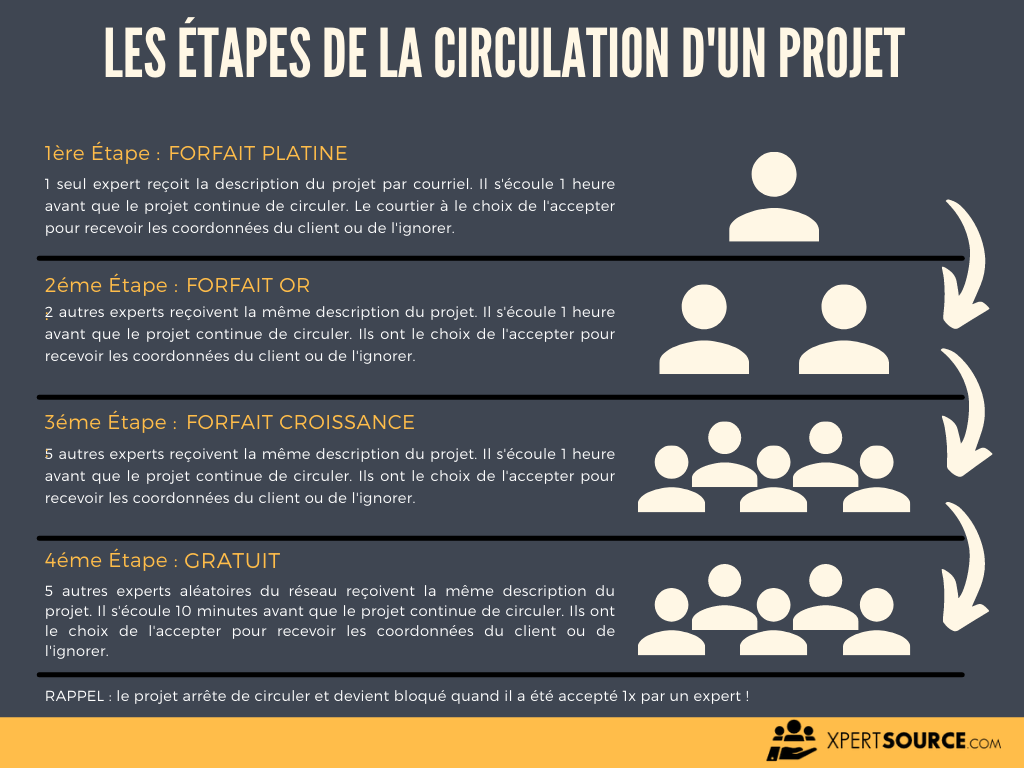 LES ÉTAPES DE LA CIRCULATION D'UN PROJET
1ère Étape : FORFAIT PLATINE
1 seul expert reçoit la description du projet par courriel. Il s'écoule 1 heure
avant que le projet continue de circuler. Le courtier à le choix de l'accepter
pour recevoir les coordonnées du client ou de l'ignorer.
2éme Étape : FORFAIT OR
2 autres experts reçoivent la même description du projet. Il s'écoule 1 heure
avant que le projet continue de circuler. Ils ont le choix de l'accepter pour
recevoir les coordonnées du client ou de l'ignorer.
3éme Étape : FORFAIT CROISSANCE
5 autres experts reçoivent la même description du projet. Il s'écoule 1 heure
avant que le projet continue de circuler. Ils ont le choix de l'accepter pour
recevoir les coordonnées du client ou de l'ignorer.
4éme Étape : GRATUIT
5 autres experts aléatoires du réseau reçoivent la même description du
projet. Il s'écoule 10 minutes avant que le projet continue de circuler. Ils ont
le choix de l'accepter pour recevoir les coordonnées du client ou de
l'ignorer.
RAPPEL : le projet arrête de circuler et devient bloqué quand il a été accepté 1x par un expert !
XPERTSOURCE.COM